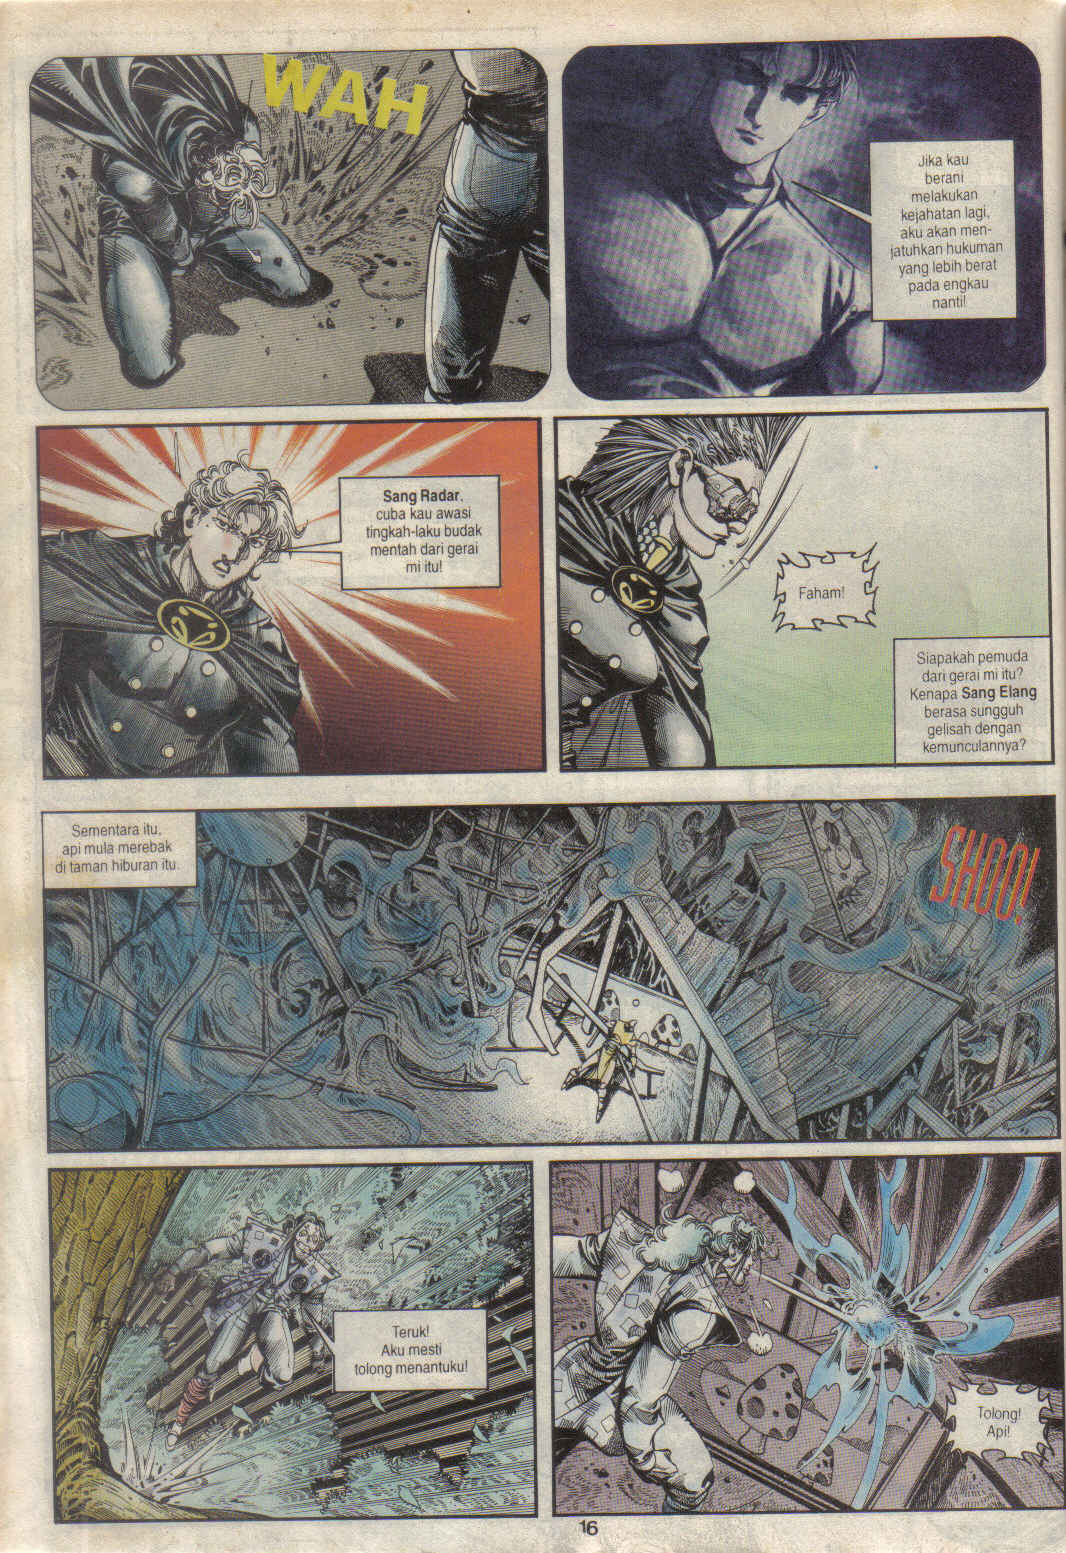 WAH
Jika kau
berani
melakukan
kejahatan lagi,
aku akan men-
jatuhkan hukuman
yang lebih berat
pada engkau
nanti!
Sang Radar,
cuba kau awasi
tingkah-laku budak
mentah dari gerai
mi itu!
Faham!
Siapakah pemuda
dari gerai mi itu?
Kenapa Sang Elang
berasa sungguh
gelisah dengan
kemunculannya?
Sementara itu,
api mula merebak
di taman hiburan itu.
SHOO!
Teruk!
Aku mesti
tolong menantuku!
Tolong!
Api!
16